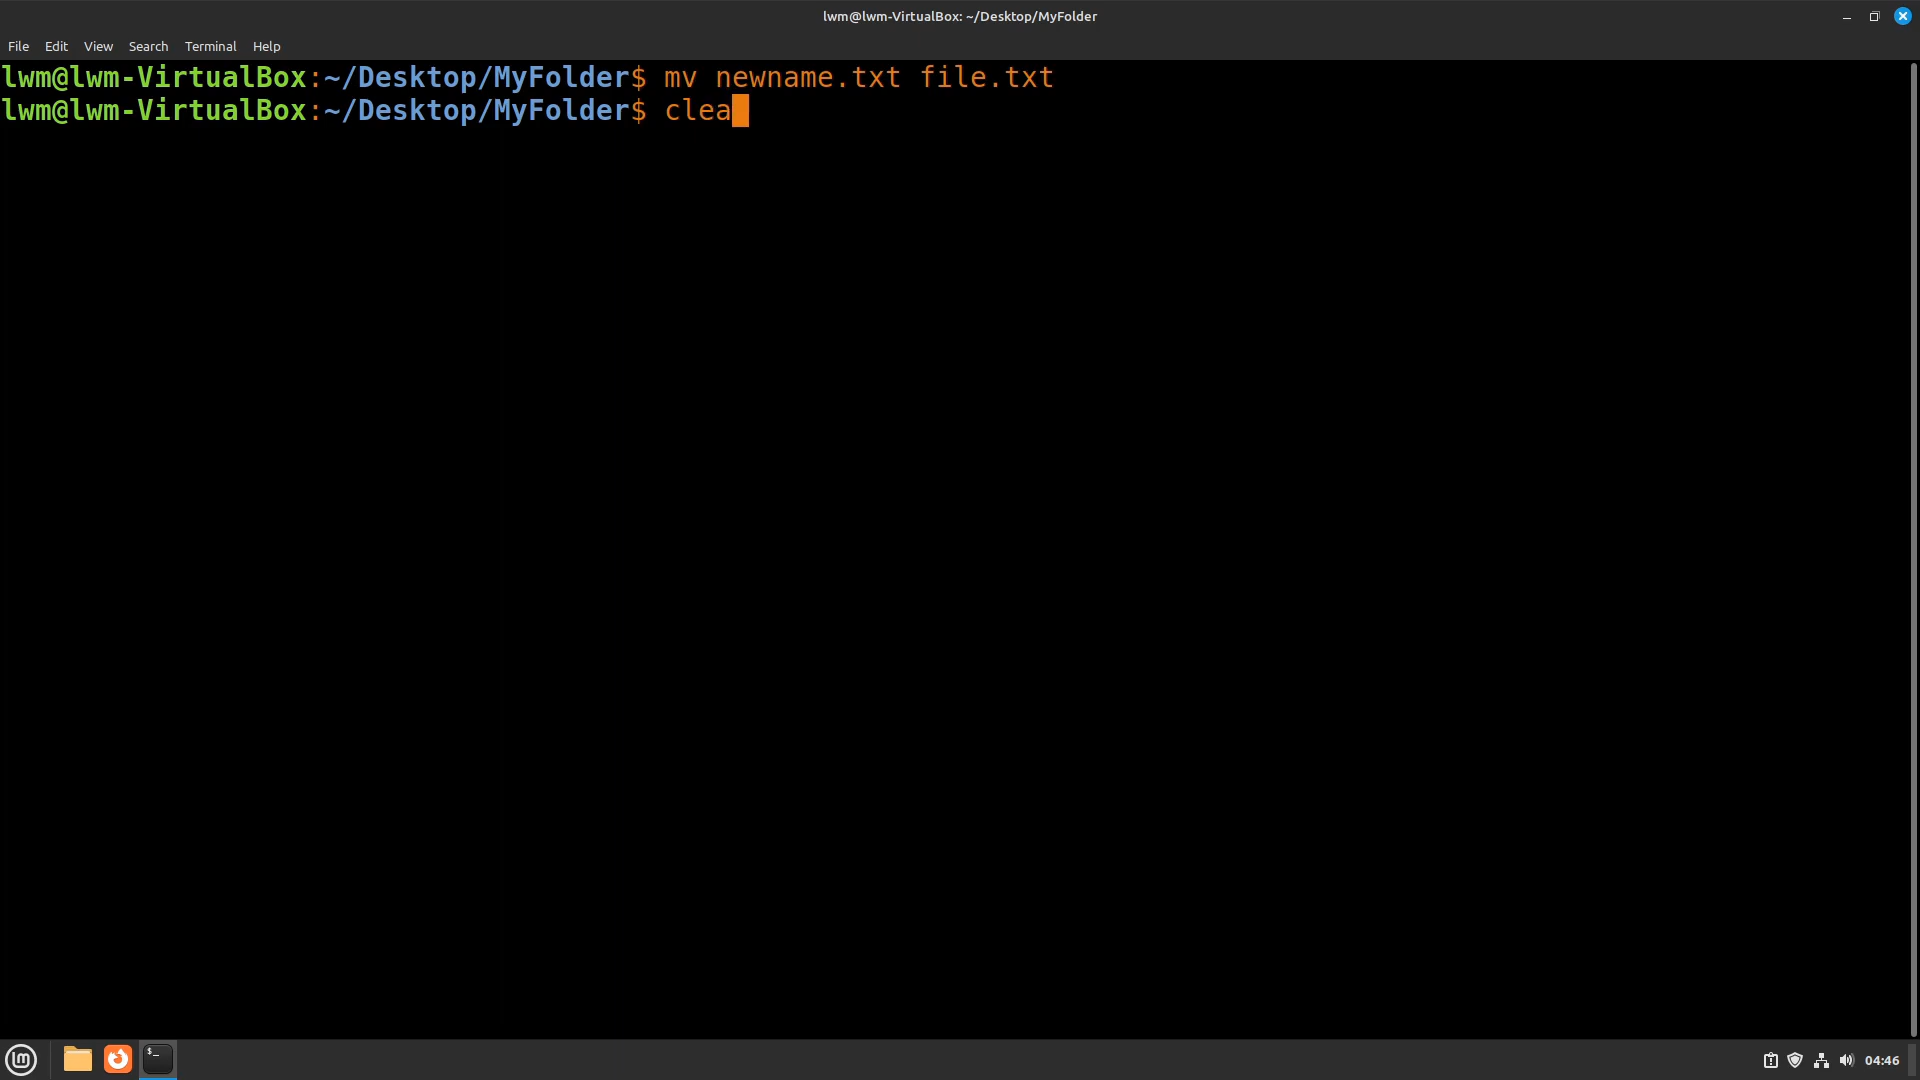 lwm@lwm-VirtualBox: ~/Desktop/MyFolder
File Edit View Search Terminal Help
lwm@lwm-VirtualBox:~/Desktop/MyFolder$ mv newname.txt file.txt
lwm@lwm-VirtualBox:~/Desktop/MyFolder$ clea
04:46